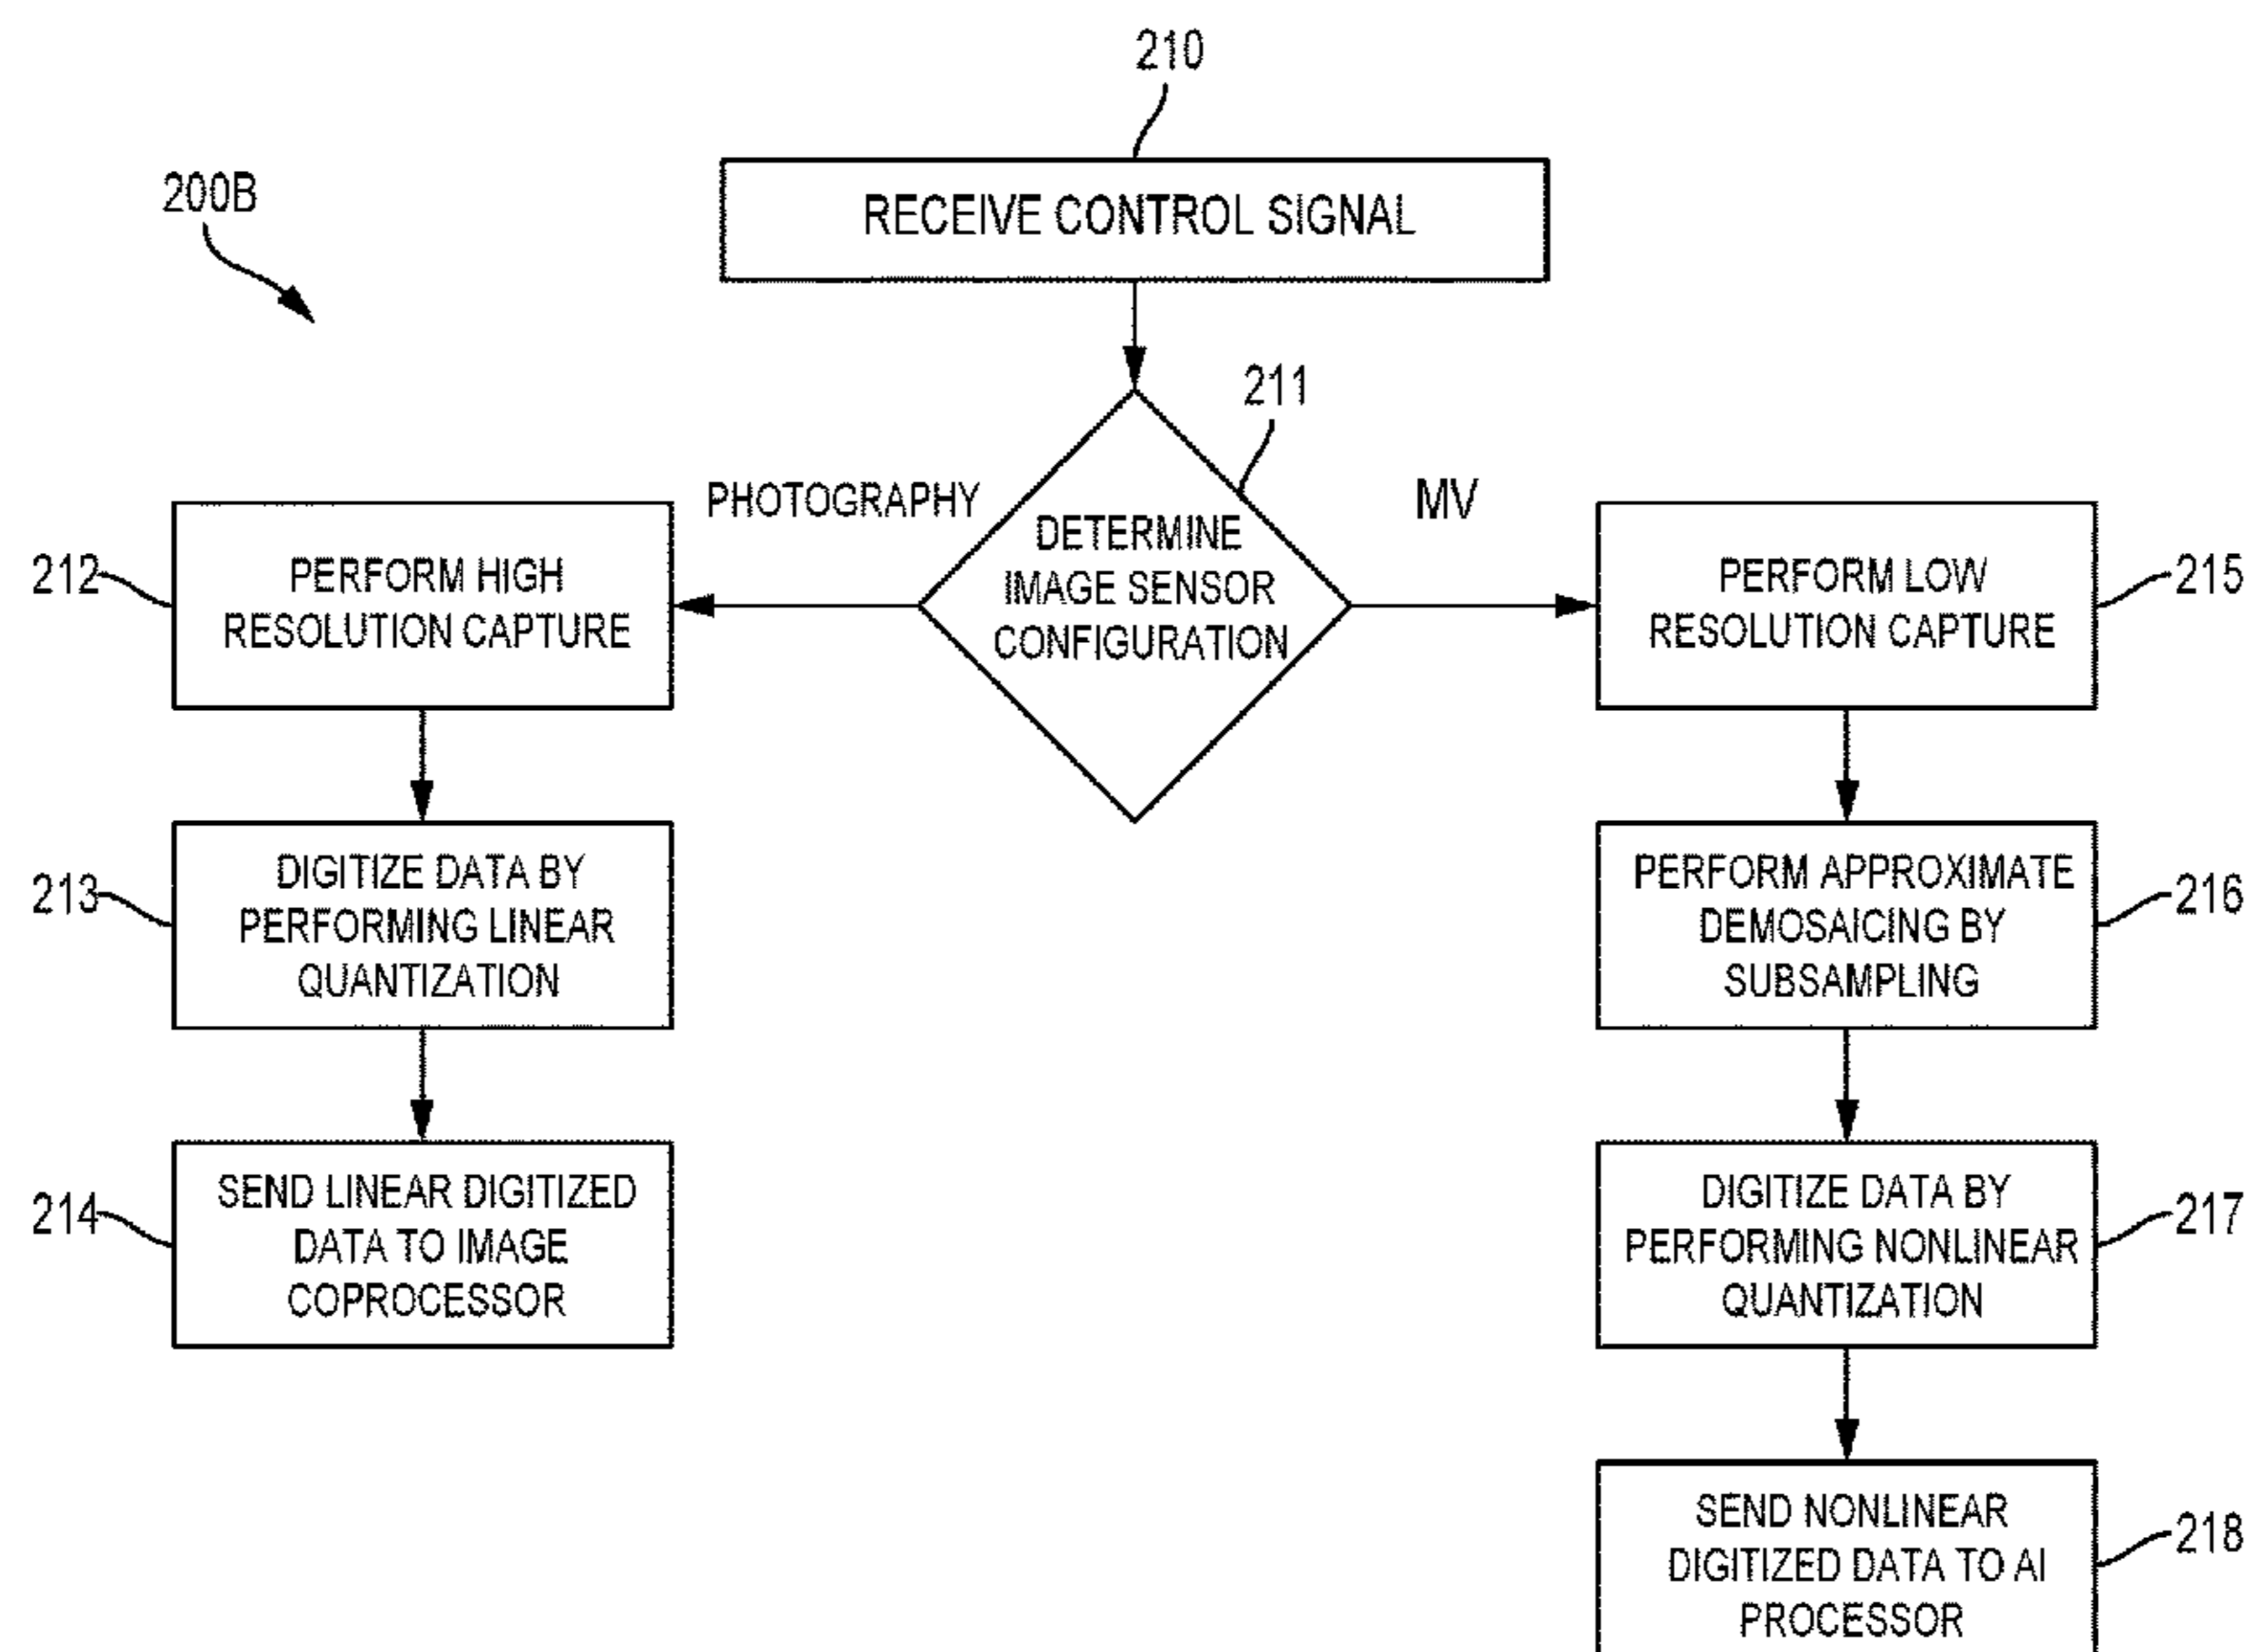 210
200B
RECEIVE CONTROL SIGNAL
211
PHOTOGRAPHY
MV
DETERMINE
IMAGE SENSOR
CONFIGURATION
212
PERFORM HIGH
RESOLUTION CAPTURE
PERFORM LOW
RESOLUTION CAPTURE
215
213
DIGITIZE DATA BY
PERFORMING LINEAR
QUANTIZATION
PERFORM APPROXIMATE
DEMOSAICING BY
SUBSAMPLING
216
214
SEND LINEAR DIGITIZED
DATA TO IMAGE
COPROCESSOR
DIGITIZE DATA BY
PERFORMING NONLINEAR
QUANTIZATION
217
SEND NONLINEAR
DIGITIZED DATA TO AI
PROCESSOR
218